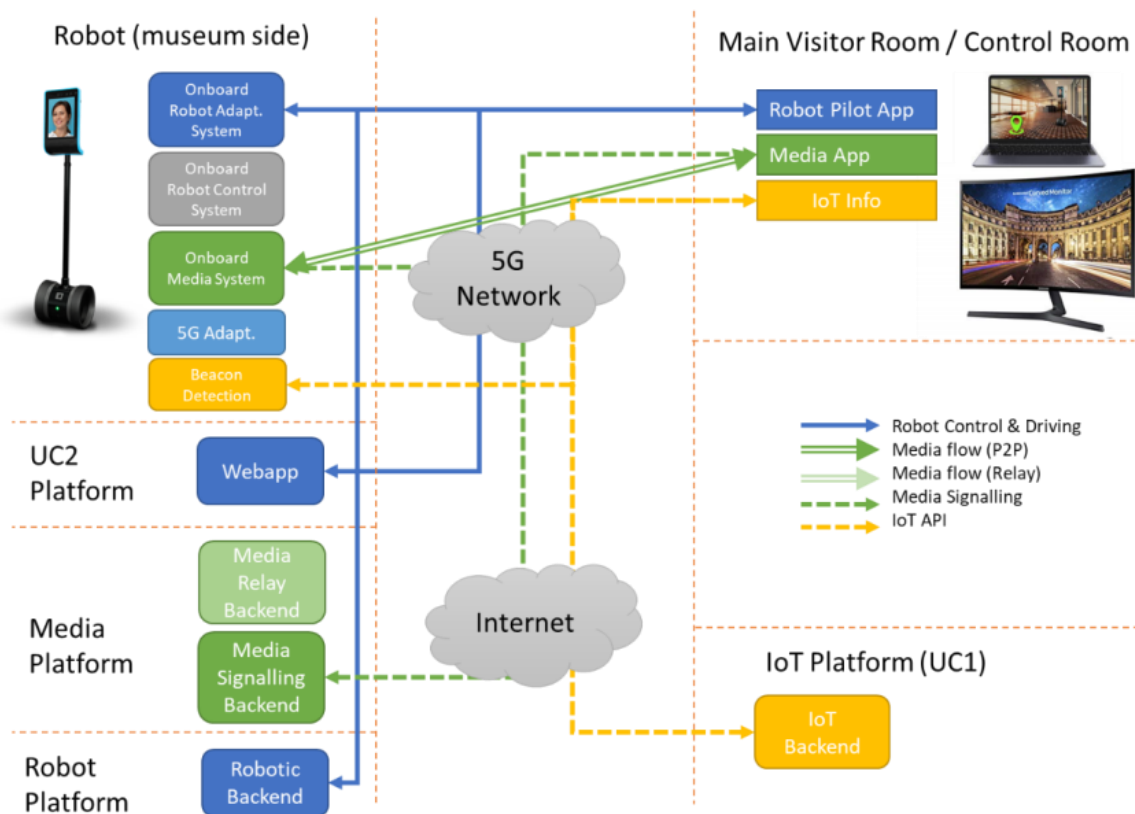 Robot (museum side)
Main Visitor Room / Control Room
Onboard
Robot Adapt.
System
Onboard
Robot Control
System
Onboard
Media System
5G Adapt.
Beacon
Detection
5G
Network
Robot Pilot App
Media App
IoT Info
Curved Monitor
UC2
Platform
Webapp
Robot Control & Driving
Media flow (P2P)
Media flow (Relay)
Media Signalling
IoT API
Media
Platform
Media
Relay
Backend
Media
Signalling
Backend
Internet
IoT Platform (UC1)
IoT
Backend
Robot
Platform
Robotic
Backend